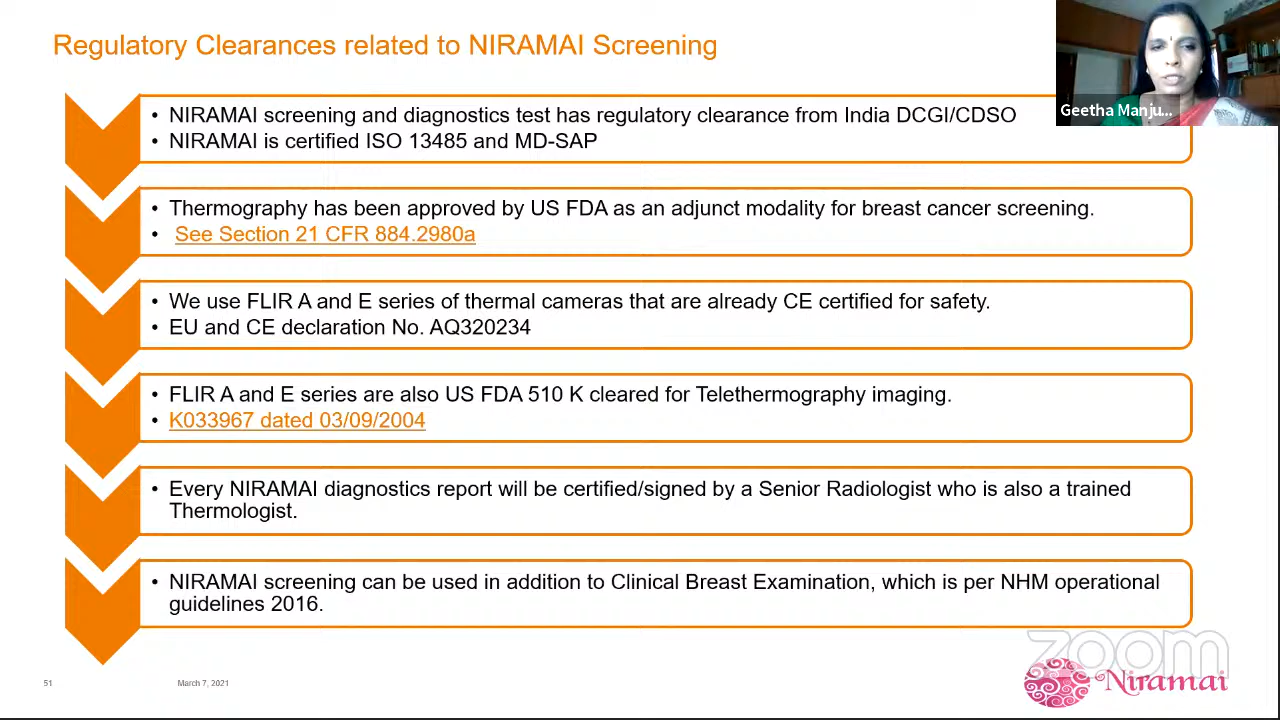 Regulatory Clearances related to NIRAMAI Screening
Geetha Manju...
• NIRAMAI screening and diagnostics test has regulatory clearance from India DCGI/CDSO
• NIRAMAI is certified ISO 13485 and MD-SAP
• Thermography has been approved by US FDA as an adjunct modality for breast cancer screening.
• See Section 21 CFR 884.2980a
• We use FLIR A and E series of thermal cameras that are already CE certified for safety.
• EU and CE declaration No. AQ320234
• FLIR A and E series are also US FDA 510 K cleared for Telethermography imaging.
• K033967 dated 03/09/2004
• Every NIRAMAI diagnostics report will be certified/signed by a Senior Radiologist who is also a trained
Thermologist.
• NIRAMAI screening can be used in addition to Clinical Breast Examination, which is per NHM operational
guidelines 2016.
zoom
51
March 7, 2021
Niramai